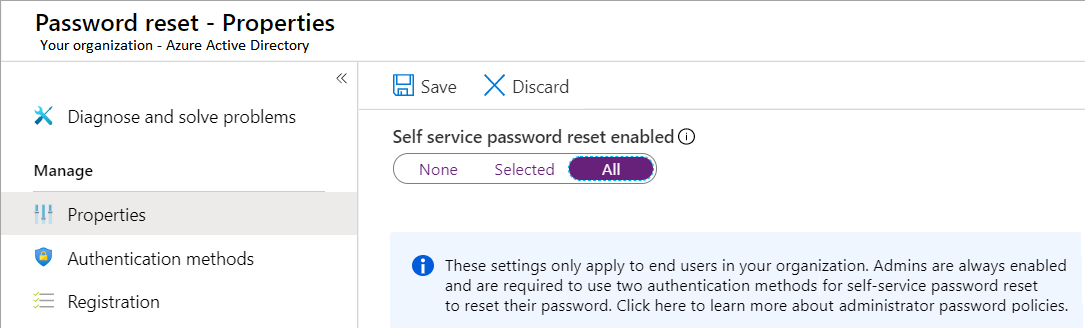 Password reset - Properties
Your organization - Azure Active Directory
«
Diagnose and solve problems
Manage
Properties
Authentication methods
Registration
Save Discard
Self service password reset enabled
None Selected All
These settings only apply to end users in your organization. Admins are always enabled
and are required to use two authentication methods for self-service password reset
to reset their password. Click here to learn more about administrator password policies.